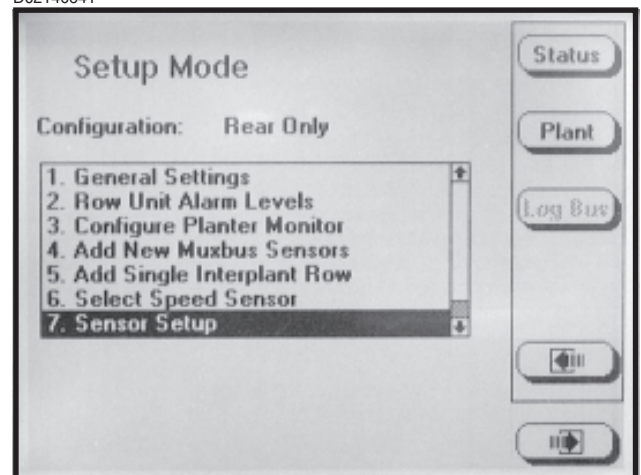 Setup Mode
Configuration: Rear Only
1. General Settings
2. Row Unit Alarm Levels
3. Configure Planter Monitor
4. Add New Muxbus Sensors
5. Add Single Interplant Row
6. Select Speed Sensor
7. Sensor Setup
Status
Plant
Log Bus